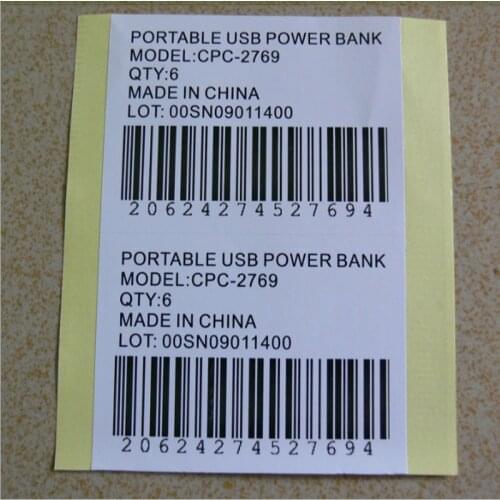 PORTABLE USB POWER BANK
MODEL:CPC-2769
QTY:6
MADE IN CHINA
LOT: 00SN09011400
20624274527694
PORTABLE USB POWER BANK
MODEL:CPC-2769
QTY:6
MADE IN CHINA
LOT: 00SN09011400
20624274527694